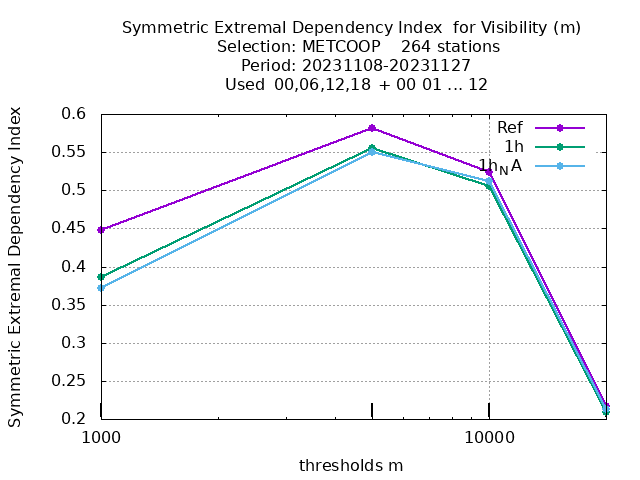 Symmetric Extremal Dependency Index  for Visibility (m)
Selection: METCOOP    264 stations
Period: 20231108-20231127
Used  00,06,12,18 + 00 01 ... 12
Symmetric Extremal Dependency Index
0.6
0.55
0.5
0.45
0.4
0.35
0.3
0.25
0.2
Ref
1h
1hNA
1000
10000
thresholds m